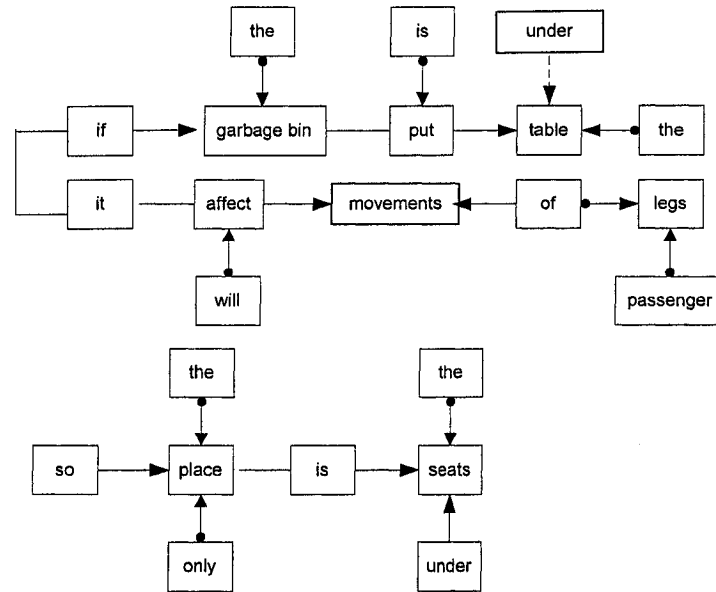 the is under
if garbage bin put table the
it affect movements of legs
will passenger
the the
so place is seats
only under